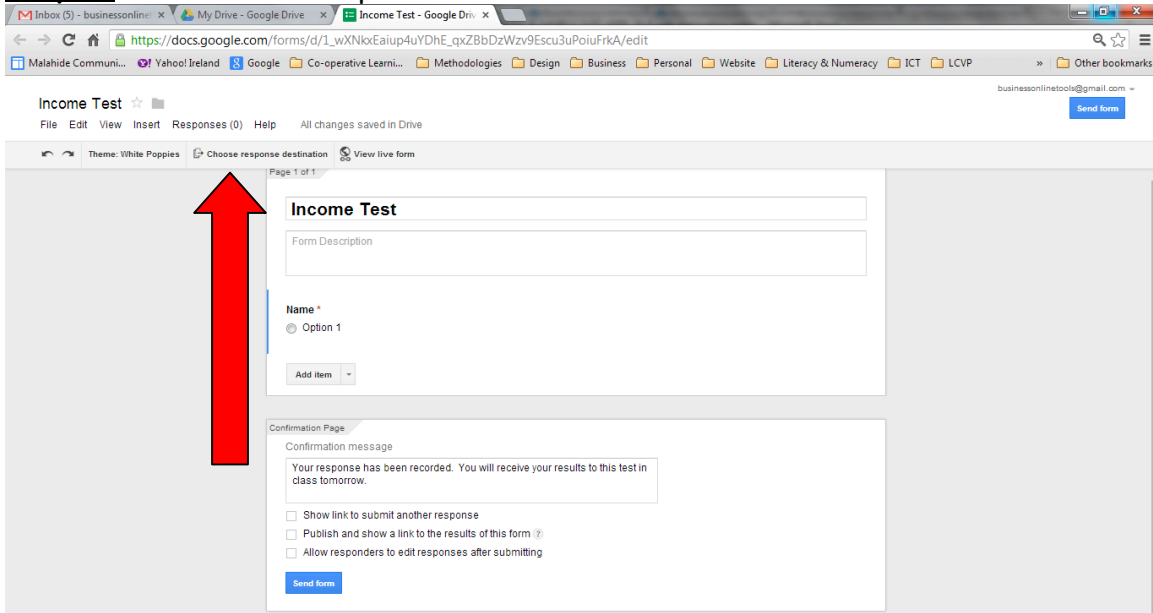 Inbox (5) - businessonline
My Drive - Google Drive
Income Test - Google Driv
https://docs.google.com/forms/d/1_wXNkxEaiup4uYDhE_qxZBbDzWzv9Escu3uPoiuFrkA/edit
Malahide Communi... Yahoo! Ireland Google Co-operative Learni... Methodologies Design Business Personal Website Literacy & Numeracy ICT LCVP » Other bookmarks
businessonlinetools@gmail.com
Income Test
Send form
File Edit View Insert Responses (0) Help All changes saved in Drive
Theme: White Poppies Choose response destination View live form
Page 1 of 1
Income Test
Form Description
Name *
Option 1
Add item
Confirmation Page
Confirmation message
Your response has been recorded. You will receive your results to this test in
class tomorrow.
Show link to submit another response
Publish and show a link to the results of this form ?
Allow responders to edit responses after submitting
Send form